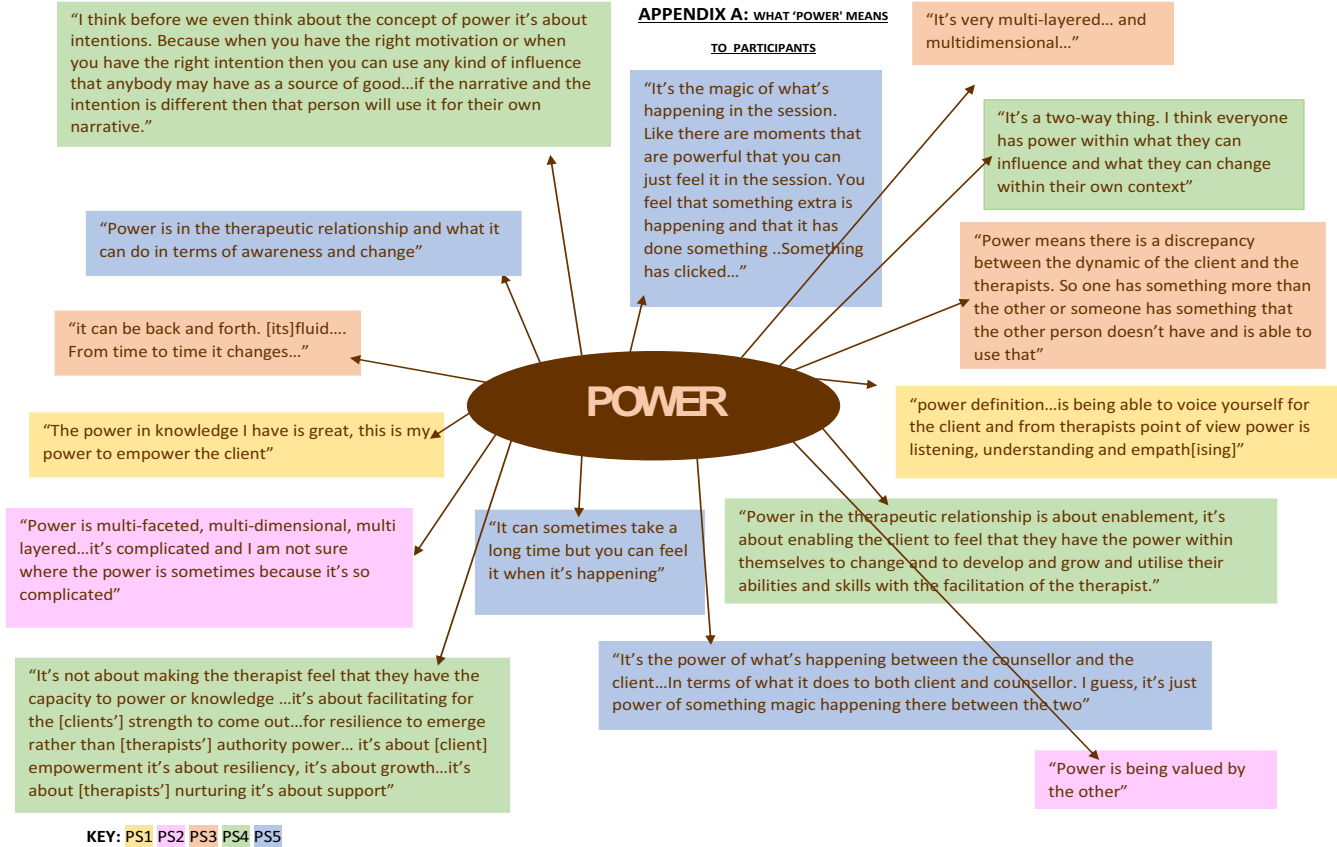 “I think before we even think about the concept of power it’s about
intentions. Because when you have the right motivation or when
you have the right intention then you can use any kind of influence
that anybody may have as a source of good…if the narrative and the
intention is different then that person will use it for their own
narrative.”
APPENDIX A: WHAT ‘POWER' MEANS
TO PARTICIPANTS
“It’s very multi-layered… and
multidimensional…”
“It’s the magic of what’s
happening in the session.
Like there are moments that
are powerful that you can
just feel it in the session. You
feel that something extra is
happening and that it has
done something ..Something
has clicked…”
“It’s a two-way thing. I think everyone
has power within what they can
influence and what they can change
within their own context”
“Power is in the therapeutic relationship and what it
can do in terms of awareness and change”
“Power means there is a discrepancy
between the dynamic of the client and the
therapists. So one has something more than
the other or someone has something that
the other person doesn’t have and is able to
use that”
“it can be back and forth. [its]fluid….
From time to time it changes…”
POWER
“The power in knowledge I have is great, this is my
power to empower the client”
“power definition…is being able to voice yourself for
the client and from therapists point of view power is
listening, understanding and empath[ising]”
“Power is multi-faceted, multi-dimensional, multi
layered…it’s complicated and I am not sure
where the power is sometimes because it’s so
complicated”
“It can sometimes take a
long time but you can feel
it when it’s happening”
“Power in the therapeutic relationship is about enablement, it’s
about enabling the client to feel that they have the power within
themselves to change and to develop and grow and utilise their
abilities and skills with the facilitation of the therapist.”
“It’s not about making the therapist feel that they have the
capacity to power or knowledge …it’s about facilitating for
the [clients’] strength to come out…for resilience to emerge
rather than [therapists’] authority power… it’s about [client]
empowerment it’s about resiliency, it’s about growth…it’s
about [therapists’] nurturing it’s about support”
“It’s the power of what’s happening between the counsellor and the
client…In terms of what it does to both client and counsellor. I guess, it’s just
power of something magic happening there between the two”
“Power is being valued by
the other”
KEY: PS1 PS2 PS3 PS4 PS5